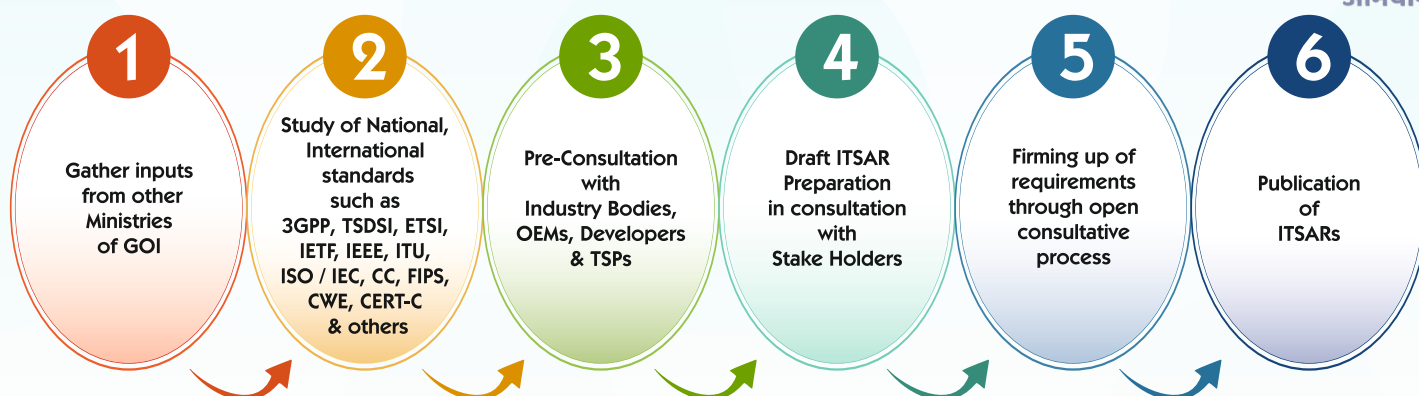 1
Gather inputs
from other
Ministries
of GOI
2
Study of National,
International
standards
such as
3GPP, TSDSI, ETSI,
IETF, IEEE, ITU,
ISO / IEC, CC, FIPS,
CWE, CERT-C
& others
3
Pre-Consultation
with
Industry Bodies,
OEMs, Developers
& TSPs
4
Draft ITSAR
Preparation
in consultation
with
Stake Holders
5
Firming up of
requirements
through open
consultative
process
6
Publication
of
ITSARs